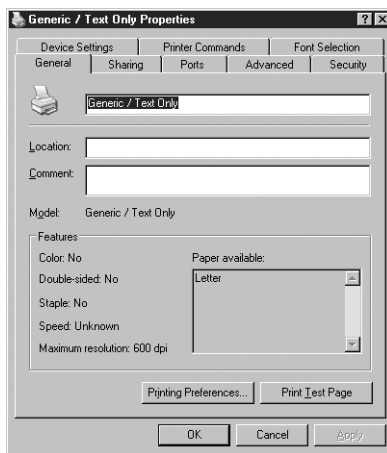 Generic / Text Only Properties
Device Settings Printer Commands Font Selection
General Sharing Ports Advanced Security
Generic / Text Only
Location:
Comment:
Model: Generic / Text Only
Features
Color: No Paper available:
Double-sided: No Letter
Staple: No
Speed: Unknown
Maximum resolution: 600 dpi
Printing Preferences... Print Test Page
OK Cancel Apply